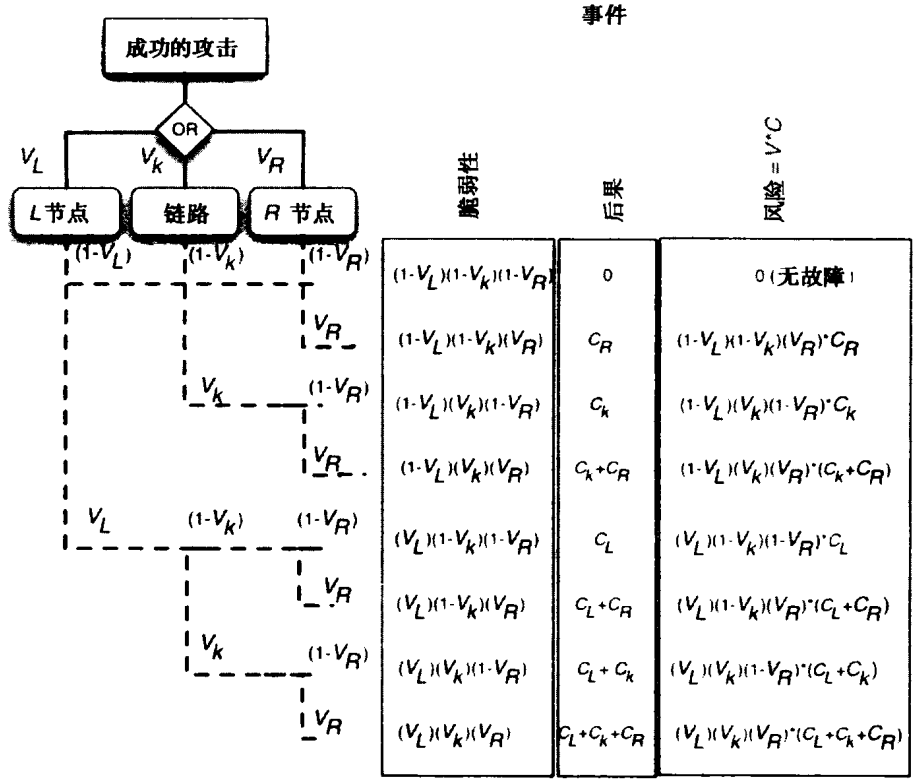 事件
成功的攻击
OR
V_L V_k V_R
L节点 链路 R 节点
脆弱性 后果 风险 = V*C
(1-V_L) (1-V_k) (1-V_R)
(1-V_L)(1-V_k)(1-V_R) 0 0 (无故障)
V_R
(1-V_L)(1-V_k)(V_R) C_R (1-V_L)(1-V_k)(V_R)*C_R
V_k (1-V_R)
(1-V_L)(V_k)(1-V_R) C_k (1-V_L)(V_k)(1-V_R)*C_k
V_R
(1-V_L)(V_k)(V_R) C_k+C_R (1-V_L)(V_k)(V_R)*(C_k+C_R)
V_L (1-V_k) (1-V_R)
(V_L)(1-V_k)(1-V_R) C_L (V_L)(1-V_k)(1-V_R)*C_L
V_R
(V_L)(1-V_k)(V_R) C_L+C_R (V_L)(1-V_k)(V_R)*(C_L+C_R)
V_k (1-V_R)
(V_L)(V_k)(1-V_R) C_L+C_k (V_L)(V_k)(1-V_R)*(C_L+C_k)
V_R
(V_L)(V_k)(V_R) C_L+C_k+C_R (V_L)(V_k)(V_R)*(C_L+C_k+C_R)